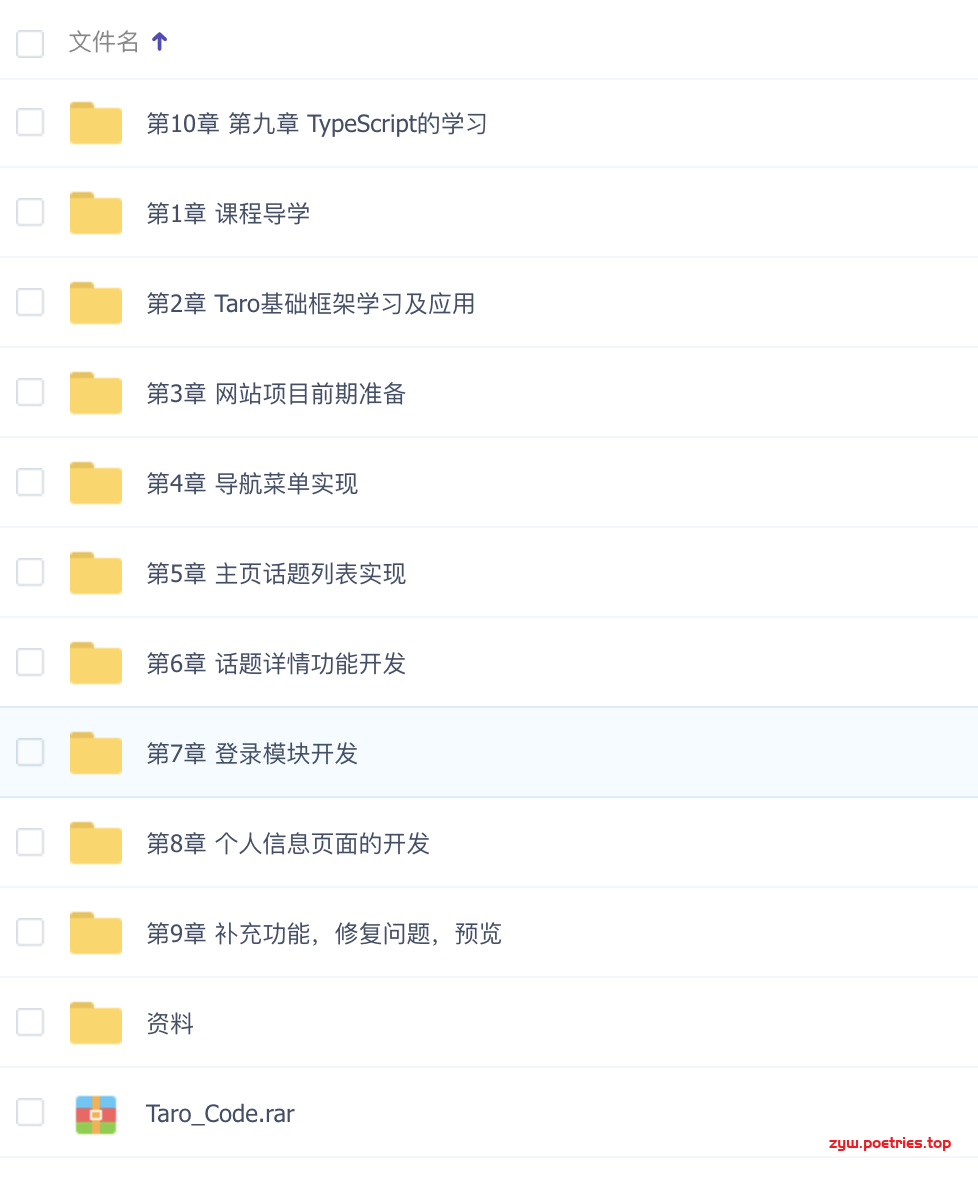 文件名
第10章 第九章 TypeScript的学习
第1章 课程导学
第2章 Taro基础框架学习及应用
第3章 网站项目前期准备
第4章 导航菜单实现
第5章 主页话题列表实现
第6章 话题详情功能开发
第7章 登录模块开发
第8章 个人信息页面的开发
第9章 补充功能，修复问题，预览
资料
Taro_Code.rar
zyw.poetries.top